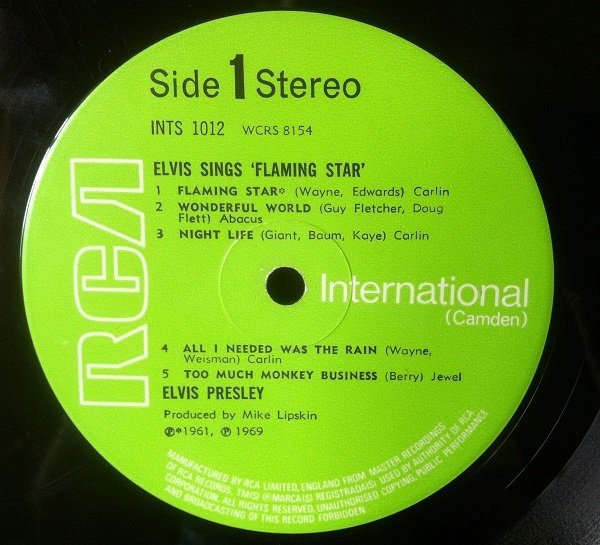 Side 1 Stereo
INTS 1012 WCRS 8154
ELVIS SINGS 'FLAMING STAR'
1 FLAMING STAR* (Wayne, Edwards) Carlin
2 WONDERFUL WORLD (Guy Fletcher, Doug
Flett) Abacus
3 NIGHT LIFE (Giant, Baum, Kaye) Carlin
RCA
International
(Camden)
4 ALL I NEEDED WAS THE RAIN (Wayne,
Weisman) Carlin
5 TOO MUCH MONKEY BUSINESS (Berry) Jewel
ELVIS PRESLEY
Produced by Mike Lipskin
℗*1961, ℗ 1969
MANUFACTURED BY RCA LIMITED, ENGLAND FROM MASTER RECORDINGS
OF RCA RECORDS. TM(S) ® MARCA(S) REGISTRADA(S) USED BY AUTHORITY OF RCA
CORPORATION. ALL RIGHTS RESERVED. UNAUTHORISED COPYING, PUBLIC PERFORMANCE
AND BROADCASTING OF THIS RECORD FORBIDDEN